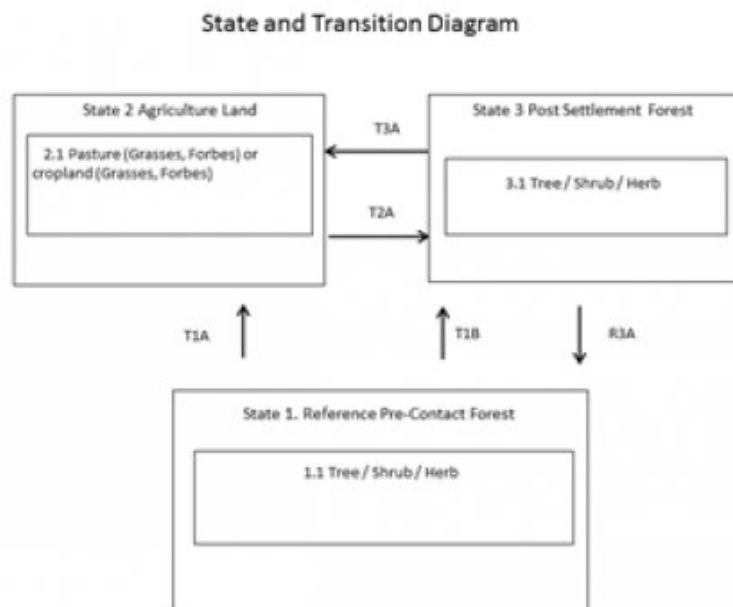 State and Transition Diagram
State 2 Agriculture Land
2.1 Pasture (Grasses, Forbes) or
cropland (Grasses, Forbes)
T3A
T2A
State 3 Post Settlement Forest
3.1 Tree / Shrub / Herb
T1A
T1B
R3A
State 1. Reference Pre-Contact Forest
1.1 Tree / Shrub / Herb